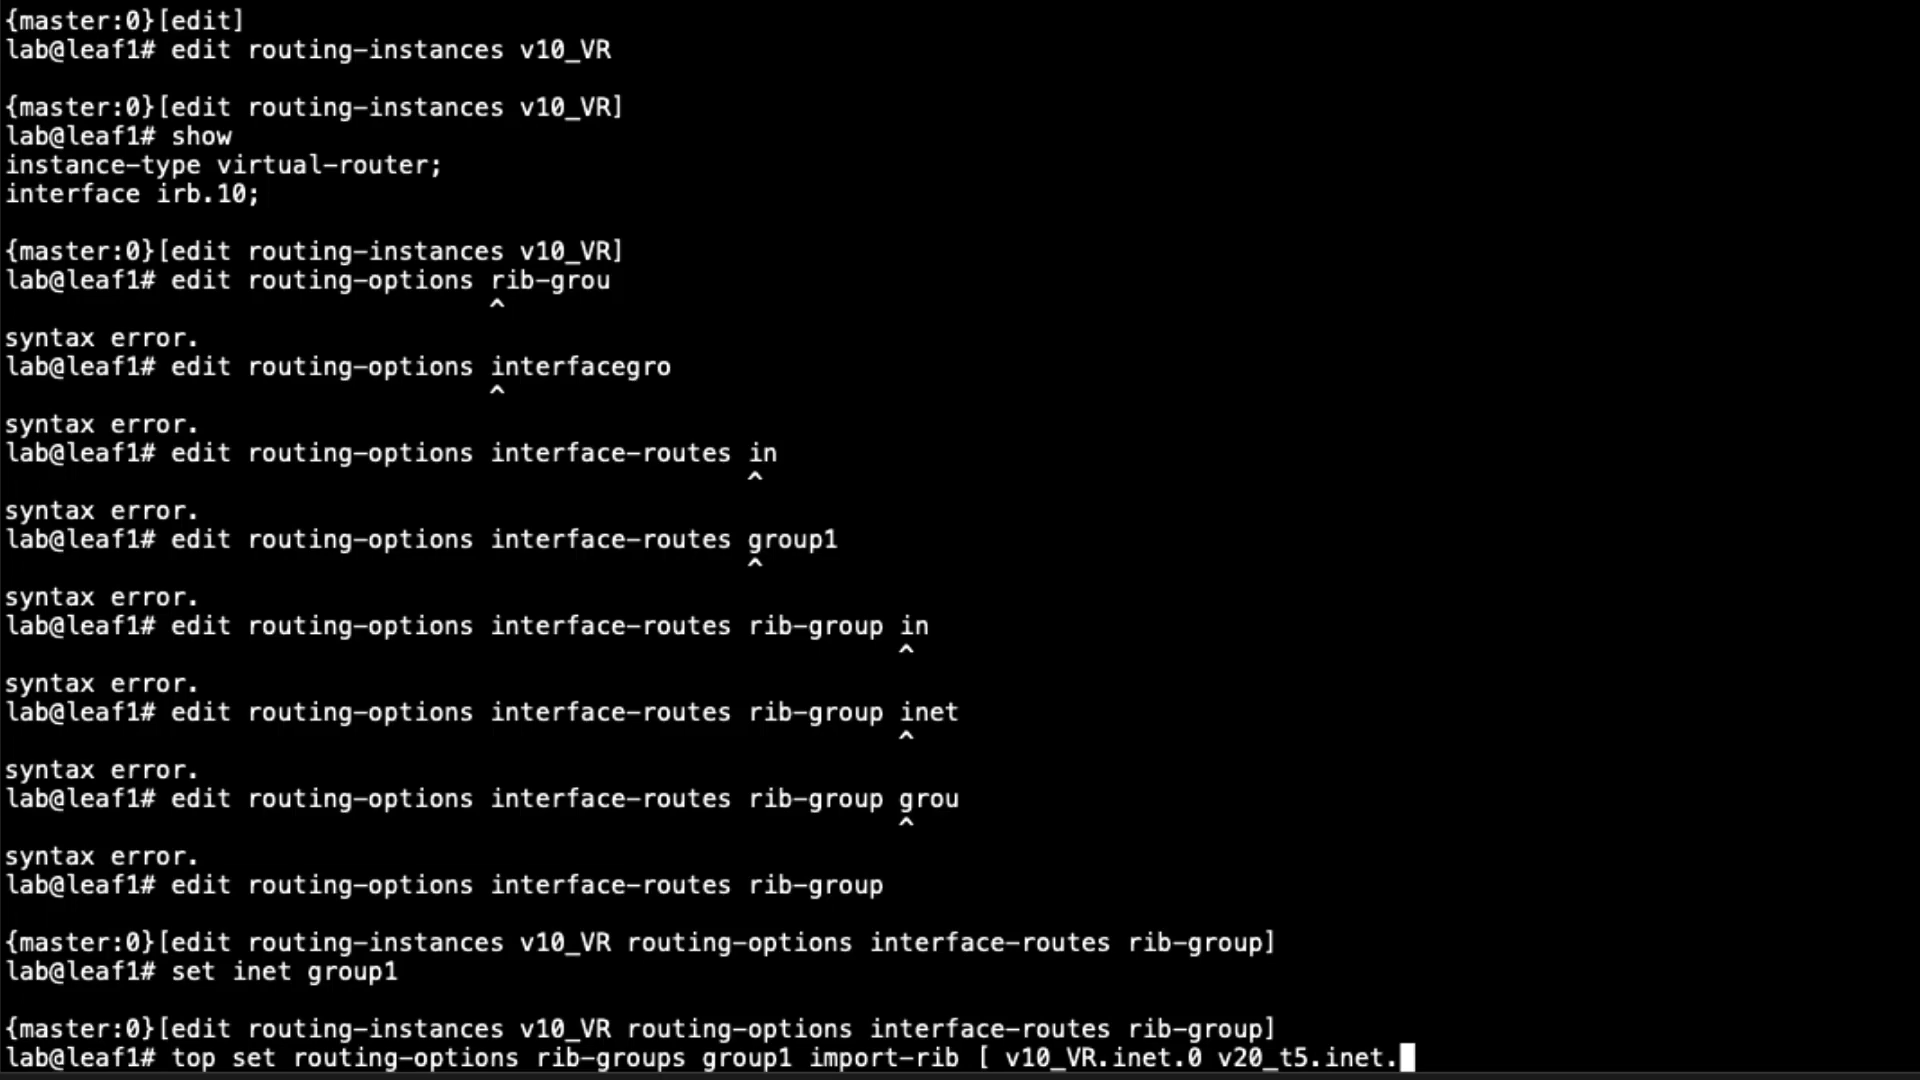 {master:0}[edit]
lab@leaf1# edit routing-instances v10_VR
{master:0}[edit routing-instances v10_VR]
lab@leaf1# show
instance-type virtual-router;
interface irb.10;
{master:0}[edit routing-instances v10_VR]
lab@leaf1# edit routing-options rib-grou
^
syntax error.
lab@leaf1# edit routing-options interfacegro
^
syntax error.
lab@leaf1# edit routing-options interface-routes in
^
syntax error.
lab@leaf1# edit routing-options interface-routes group1
^
syntax error.
lab@leaf1# edit routing-options interface-routes rib-group in
^
syntax error.
lab@leaf1# edit routing-options interface-routes rib-group inet
^
syntax error.
lab@leaf1# edit routing-options interface-routes rib-group grou
^
syntax error.
lab@leaf1# edit routing-options interface-routes rib-group
{master:0}[edit routing-instances v10_VR routing-options interface-routes rib-group]
lab@leaf1# set inet group1
{master:0}[edit routing-instances v10_VR routing-options interface-routes rib-group]
lab@leaf1# top set routing-options rib-groups group1 import-rib [ v10_VR.inet.0 v20_t5.inet.